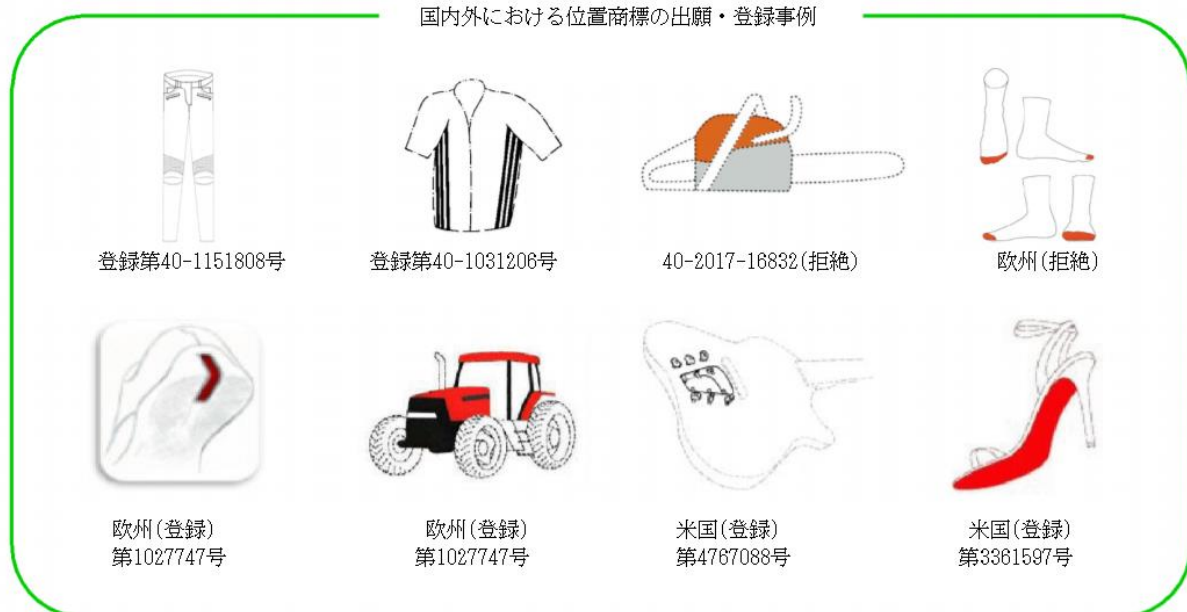 国内外における位置商標の出願・登録事例
登録第40-1151808号
登録第40-1031206号
40-2017-16832(拒絶)
欧州(拒絶)
欧州(登録)
第1027747号
欧州(登録)
第1027747号
米国(登録)
第4767088号
米国(登録)
第3361597号